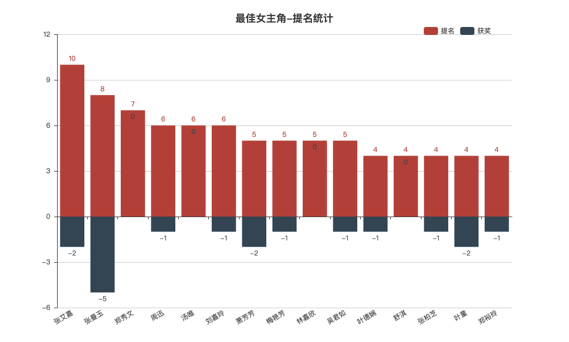 最佳女主角-提名统计
提名 获奖
12
9
6
3
0
-3
-6
10 8 7 6 6 6 5 5 5 5 4 4 4 4 4
0 0 0 0
-2 -5 -1 -1 -2 -1 -1 -1 -1 -2 -1
张艾嘉 张曼玉 郑秀文 周迅 汤唯 刘嘉玲 萧芳芳 梅艳芳 林嘉欣 吴君如 叶德娴 舒淇 张柏芝 叶童 郑裕玲